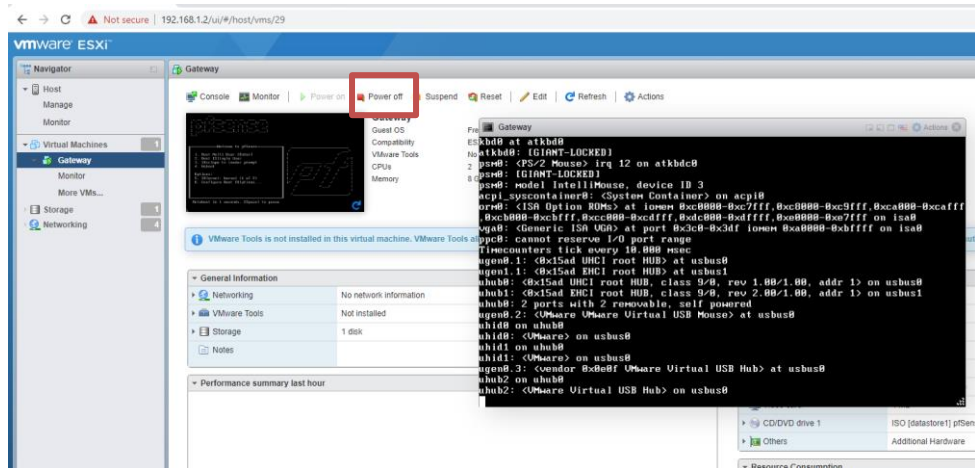 Not secure | 192.168.1.2/ui/#/host/vms/29
vmware ESXi
Navigator
Host
Manage
Monitor
Virtual Machines 1
Gateway
Monitor
More VMs...
Storage 1
Networking 4
Gateway
Console Monitor Power on Power off Suspend Reset Edit Refresh Actions
pfSense
Gateway
Guest OS Fre
Compatibility ES
VMware Tools No
CPUs 2
Memory 8 G
VMware Tools is not installed in this virtual machine. VMware Tools al
General Information
Networking No network information
VMware Tools Not installed
Storage 1 disk
Notes
Performance summary last hour
Gateway Actions
kbd0 at atkbd0
atkbd0: [GIANT-LOCKED]
psm0: <PS/2 Mouse> irq 12 on atkbdc0
psm0: [GIANT-LOCKED]
psm0: model IntelliMouse, device ID 3
acpi_syscontainer0: <System Container> on acpi0
orm0: <ISA Option ROMs> at iomem 0xc0000-0xc7fff,0xc8000-0xc9fff,0xca000-0xcafff
,0xcb000-0xcbfff,0xcc000-0xcdfff,0xdc000-0xdffff,0xe0000-0xe7fff on isa0
vga0: <Generic ISA VGA> at port 0x3c0-0x3df iomem 0xa0000-0xbffff on isa0
ppc0: cannot reserve I/O port range
Timecounters tick every 10.000 msec
ugen0.1: <0x15ad UHCI root HUB> at usbus0
ugen1.1: <0x15ad EHCI root HUB> at usbus1
uhub0: <0x15ad UHCI root HUB, class 9/0, rev 1.00/1.00, addr 1> on usbus0
uhub1: <0x15ad EHCI root HUB, class 9/0, rev 2.00/1.00, addr 1> on usbus1
uhub0: 2 ports with 2 removable, self powered
ugen0.2: <VMware VMware Virtual USB Mouse> at usbus0
uhid0 on uhub0
uhid0: <VMware> on usbus0
uhid1 on uhub0
uhid1: <VMware> on usbus0
ugen0.3: <vendor 0x0e0f VMware Virtual USB Hub> at usbus0
uhub2 on uhub0
uhub2: <VMware Virtual USB Hub> on usbus0
CD/DVD drive 1 ISO [datastore1] pfSen
Others Additional Hardware
Resource Consumption